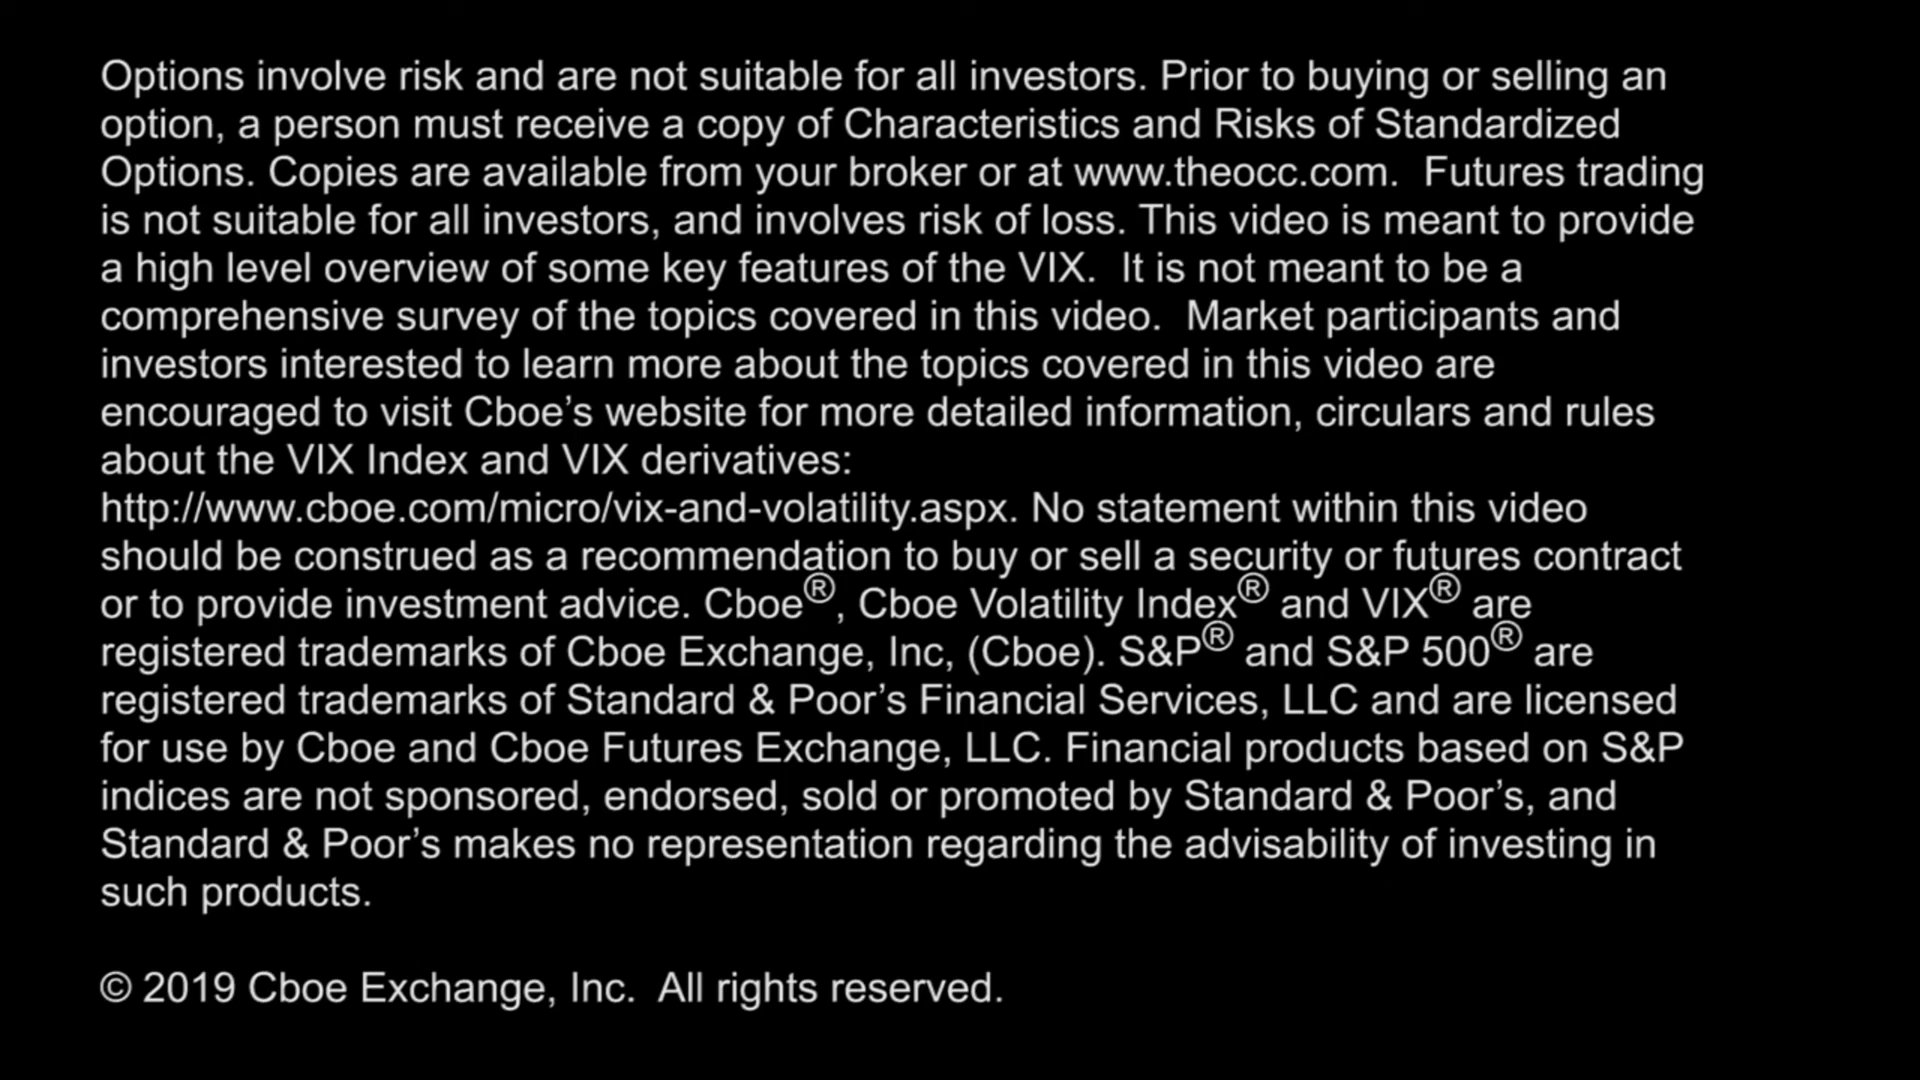 Options involve risk and are not suitable for all investors. Prior to buying or selling an
option, a person must receive a copy of Characteristics and Risks of Standardized
Options. Copies are available from your broker or at www.theocc.com.  Futures trading
is not suitable for all investors, and involves risk of loss. This video is meant to provide
a high level overview of some key features of the VIX.  It is not meant to be a
comprehensive survey of the topics covered in this video.  Market participants and
investors interested to learn more about the topics covered in this video are
encouraged to visit Cboe’s website for more detailed information, circulars and rules
about the VIX Index and VIX derivatives:
http://www.cboe.com/micro/vix-and-volatility.aspx. No statement within this video
should be construed as a recommendation to buy or sell a security or futures contract
or to provide investment advice. Cboe®, Cboe Volatility Index® and VIX® are
registered trademarks of Cboe Exchange, Inc, (Cboe). S&P® and S&P 500® are
registered trademarks of Standard & Poor’s Financial Services, LLC and are licensed
for use by Cboe and Cboe Futures Exchange, LLC. Financial products based on S&P
indices are not sponsored, endorsed, sold or promoted by Standard & Poor’s, and
Standard & Poor’s makes no representation regarding the advisability of investing in
such products.
© 2019 Cboe Exchange, Inc.  All rights reserved.